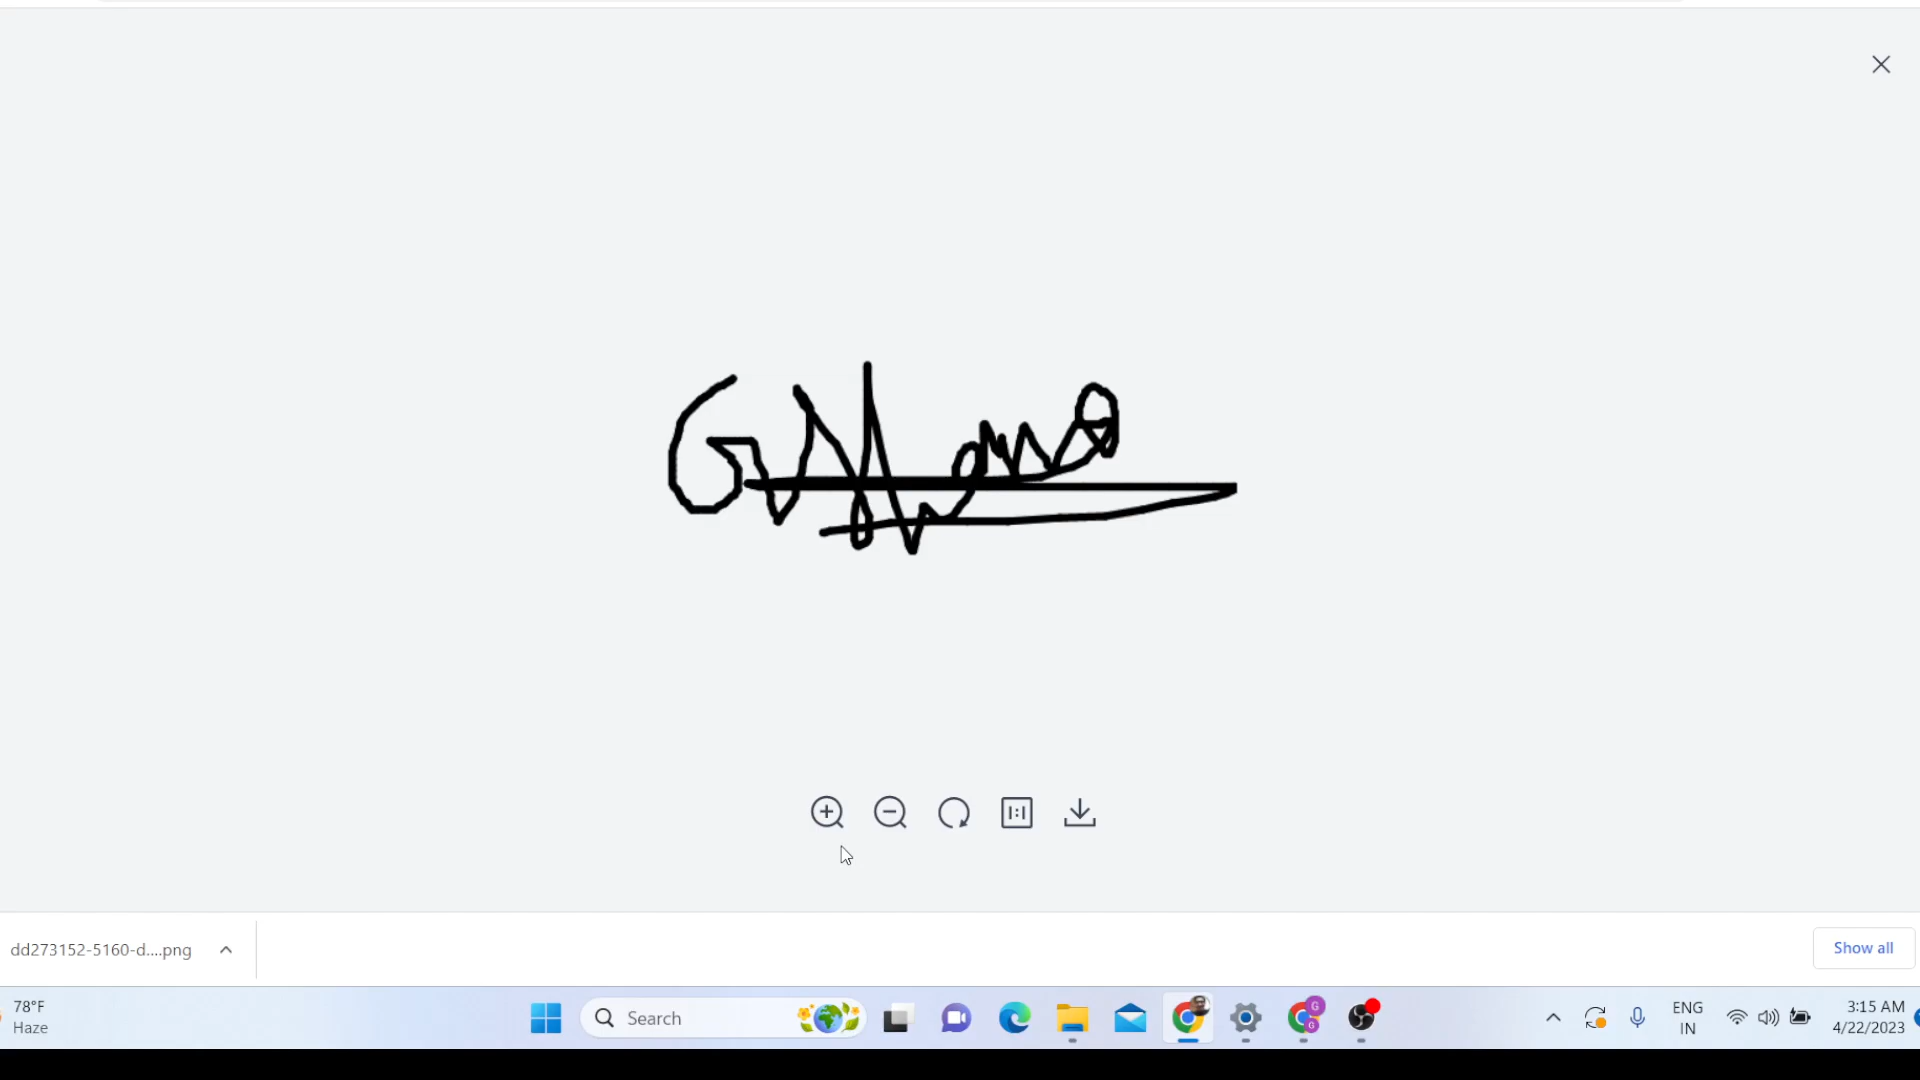 dd273152-5160-d....png
Show all
78°F
Haze
Search
ENG
IN
3:15 AM
4/22/2023